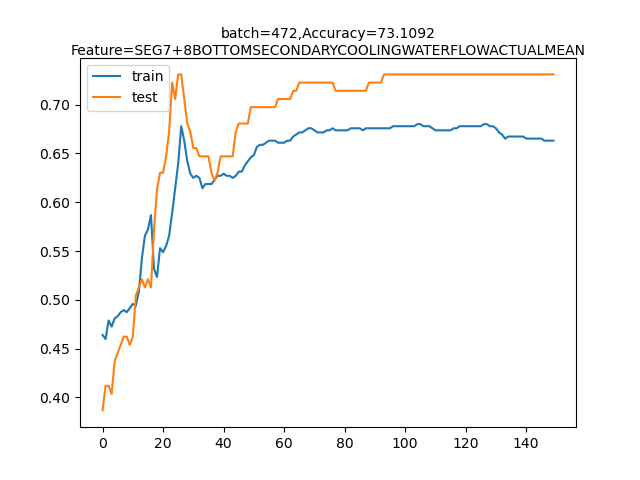 batch=472,Accuracy=73.1092
Feature=SEG7+8BOTTOMSECONDARYCOOLINGWATERFLOWACTUALMEAN
train
test
0.70
0.65
0.60
0.55
0.50
0.45
0.40
0 20 40 60 80 100 120 140